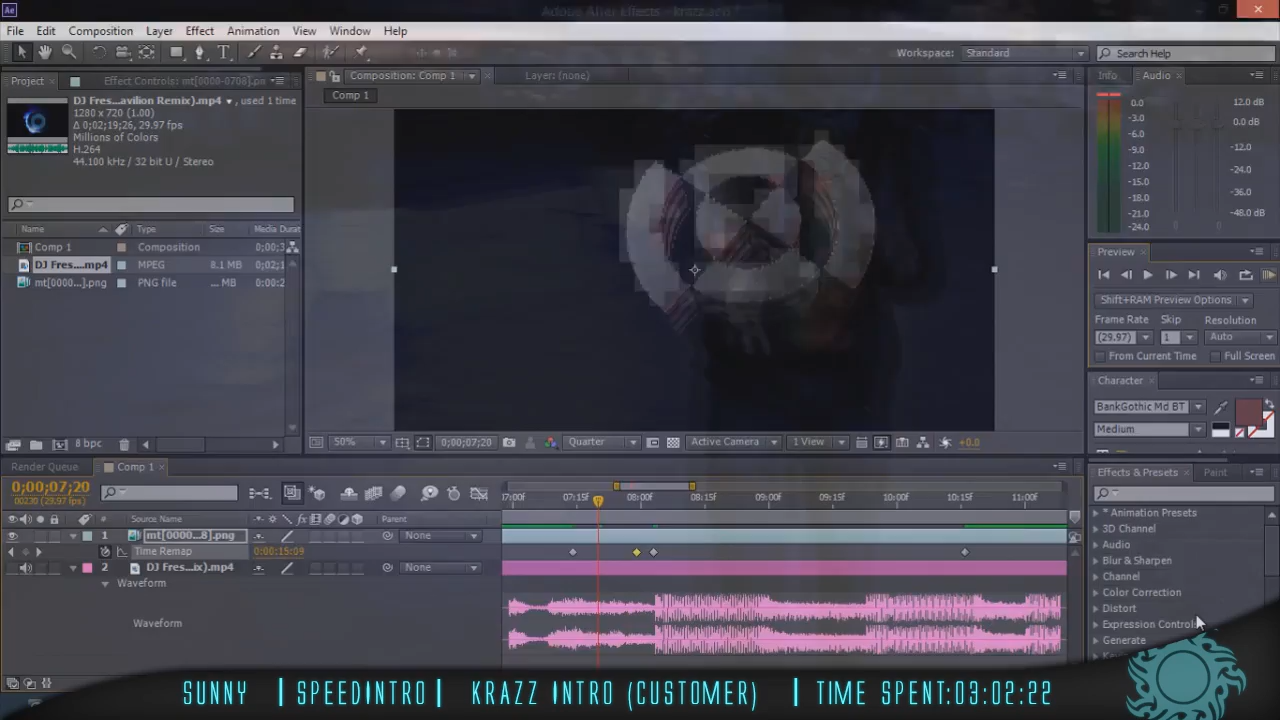 Ae
Adobe After Effects - krazz.aep *
File Edit Composition Layer Effect Animation View Window Help
Workspace: Standard Search Help
Project Effect Controls: mt[0000-0708].pn
Composition: Comp 1 Layer: (none)
Info Audio
Comp 1
DJ Fres...avilion Remix).mp4 , used 1 time
1280 x 720 (1.00)
Δ 0;02;19;26, 29.97 fps
Millions of Colors
H.264
44.100 kHz / 32 bit U / Stereo
0.0
-3.0
-6.0
-9.0
-12.0
-15.0
-18.0
-21.0
-24.0
12.0 dB
0.0 dB
-12.0
-24.0
-36.0
-48.0 dB
Name Type Size Media Durat
Comp 1 Composition 0;00;3
DJ Fres....mp4 MPEG 8.1 MB 0;02;1
mt[0000....].png PNG file ... MB 0:00:2
8 bpc
50% 0;00;07;20 Quarter Active Camera 1 View +0.0
Preview
Shift+RAM Preview Options
Frame Rate Skip Resolution
(29.97) 1 Auto
From Current Time Full Screen
Character
BankGothic Md BT
Medium
Render Queue Comp 1
0;00;07;20
00230 (29.97 fps)
Source Name Parent
1 mt[0000...8].png None
Time Remap 0:00:15:09
2 DJ Fres...ix).mp4 None
Waveform
Waveform
07:00f 07:15f 08:00f 08:15f 09:00f 09:15f 10:00f 10:15f 11:00f
Effects & Presets Paint
* Animation Presets
3D Channel
Audio
Blur & Sharpen
Channel
Color Correction
Distort
Expression Controls
Generate
SUNNY | SPEEDINTRO | KRAZZ INTRO (CUSTOMER) | TIME SPENT:03:02:22